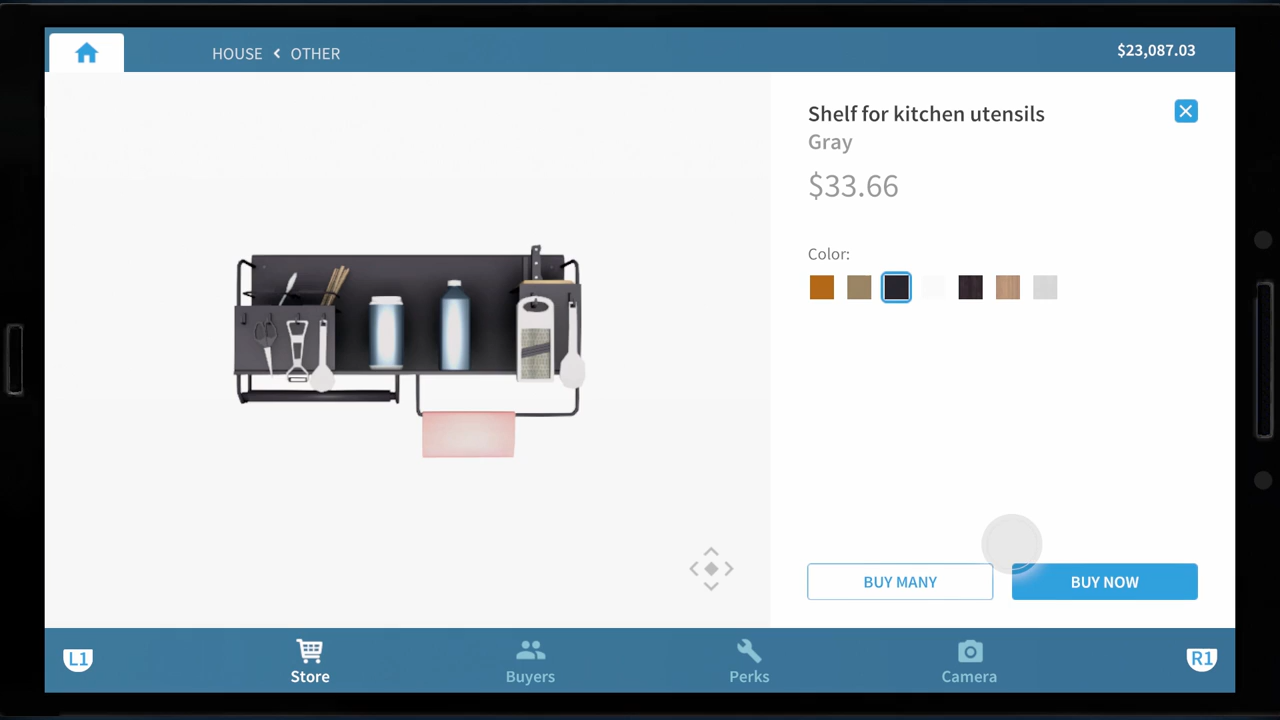 HOUSE < OTHER
$23,087.03
Shelf for kitchen utensils
Gray
$33.66
Color:
BUY MANY
BUY NOW
L1
Store
Buyers
Perks
Camera
R1